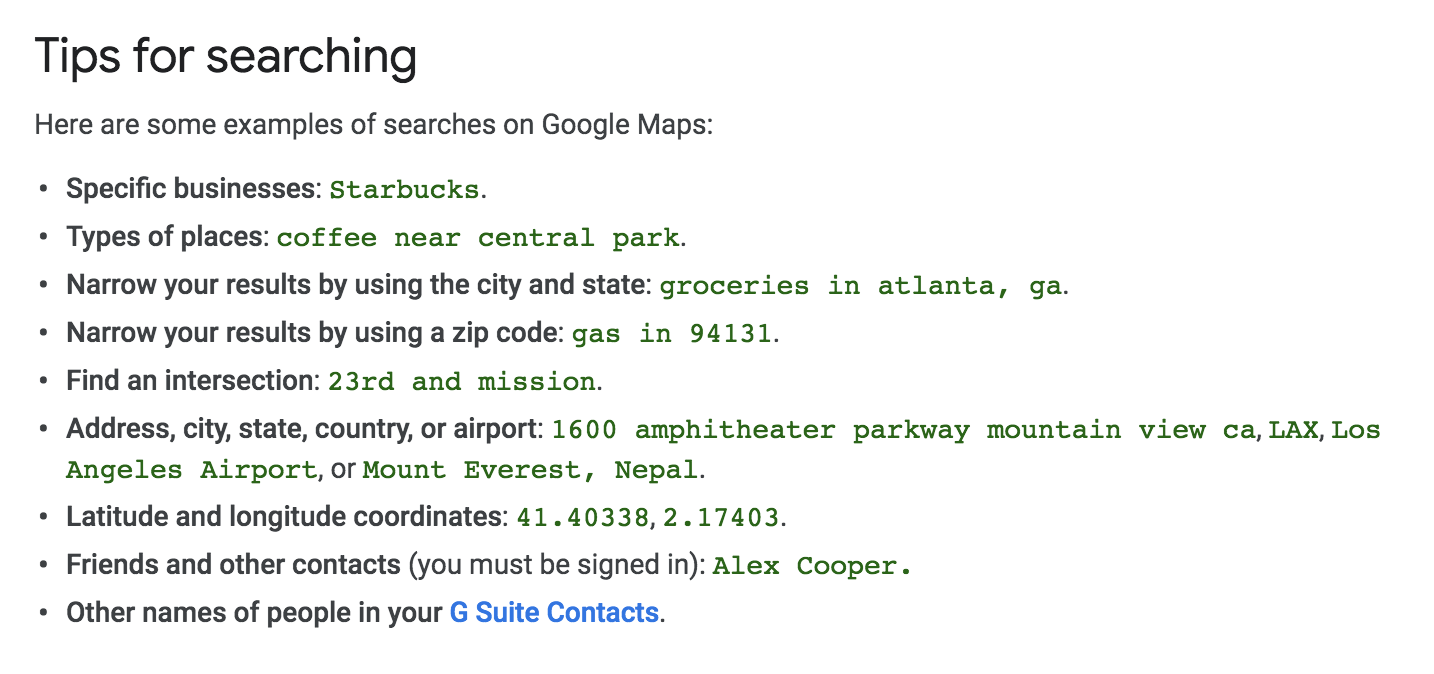 Tips for searching
Here are some examples of searches on Google Maps:
• Specific businesses: Starbucks.
• Types of places: coffee near central park.
• Narrow your results by using the city and state: groceries in atlanta, ga.
• Narrow your results by using a zip code: gas in 94131.
• Find an intersection: 23rd and mission.
• Address, city, state, country, or airport: 1600 amphitheater parkway mountain view ca, LAX, Los
Angeles Airport, or Mount Everest, Nepal.
• Latitude and longitude coordinates: 41.40338, 2.17403.
• Friends and other contacts (you must be signed in): Alex Cooper.
• Other names of people in your G Suite Contacts.